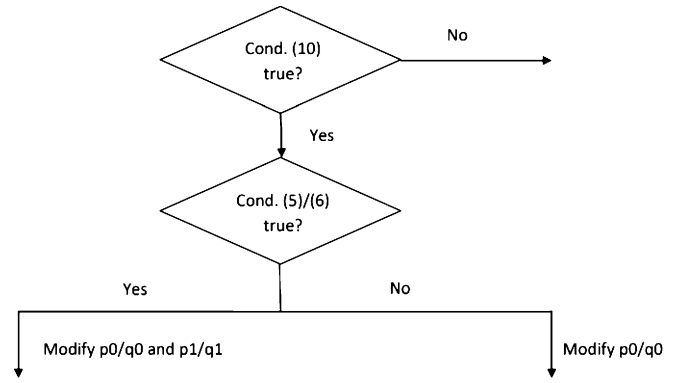 Cond. (10)
true?
No
Yes
Cond. (5)/(6)
true?
Yes
No
Modify p0/q0 and p1/q1
Modify p0/q0